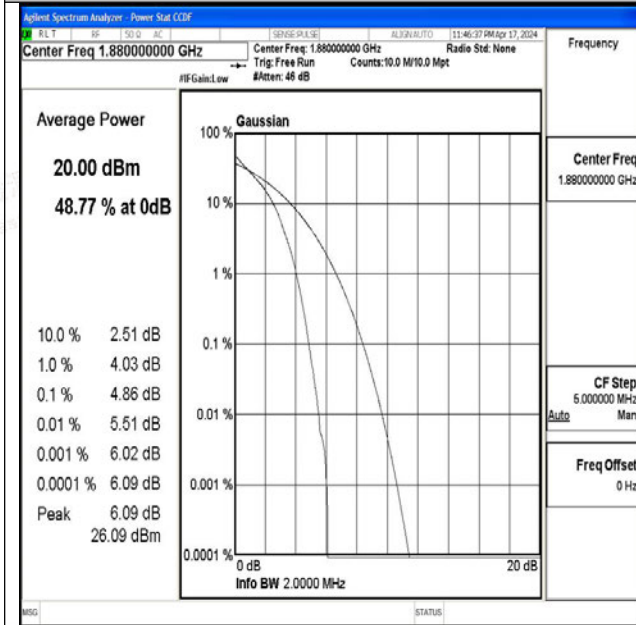 Agilent Spectrum Analyzer - Power Stat CCDF
RL T RF 50 Ω AC SENSE:PULSE ALIGN AUTO 11:46:37 PM Apr 17, 2024
Center Freq 1.880000000 GHz
Center Freq: 1.880000000 GHz Radio Std: None
Trig: Free Run Counts:10.0 M/10.0 Mpt
#IFGain:Low #Atten: 46 dB
Frequency
Average Power
20.00 dBm
48.77 % at 0dB
10.0 % 2.51 dB
1.0 % 4.03 dB
0.1 % 4.86 dB
0.01 % 5.51 dB
0.001 % 6.02 dB
0.0001 % 6.09 dB
Peak 6.09 dB
26.09 dBm
Gaussian
100 %
10 %
1 %
0.1 %
0.01 %
0.001 %
0.0001 %
0 dB 20 dB
Info BW 2.0000 MHz
Center Freq
1.880000000 GHz
CF Step
5.000000 MHz
Auto Man
Freq Offset
0 Hz
MSG STATUS